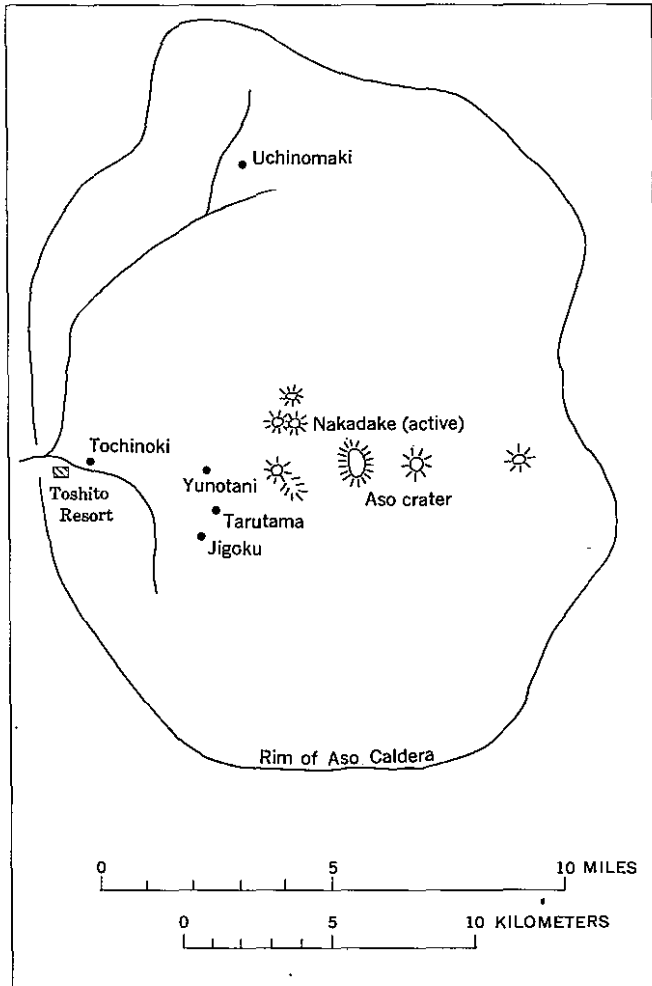 Uchinomaki
Nakadake (active)
Tochinoki
Toshito
Resort
Yunotani
Aso crater
Tarutama
Jigoku
Rim of Aso Caldera
0 5 10 MILES
0 5 10 KILOMETERS